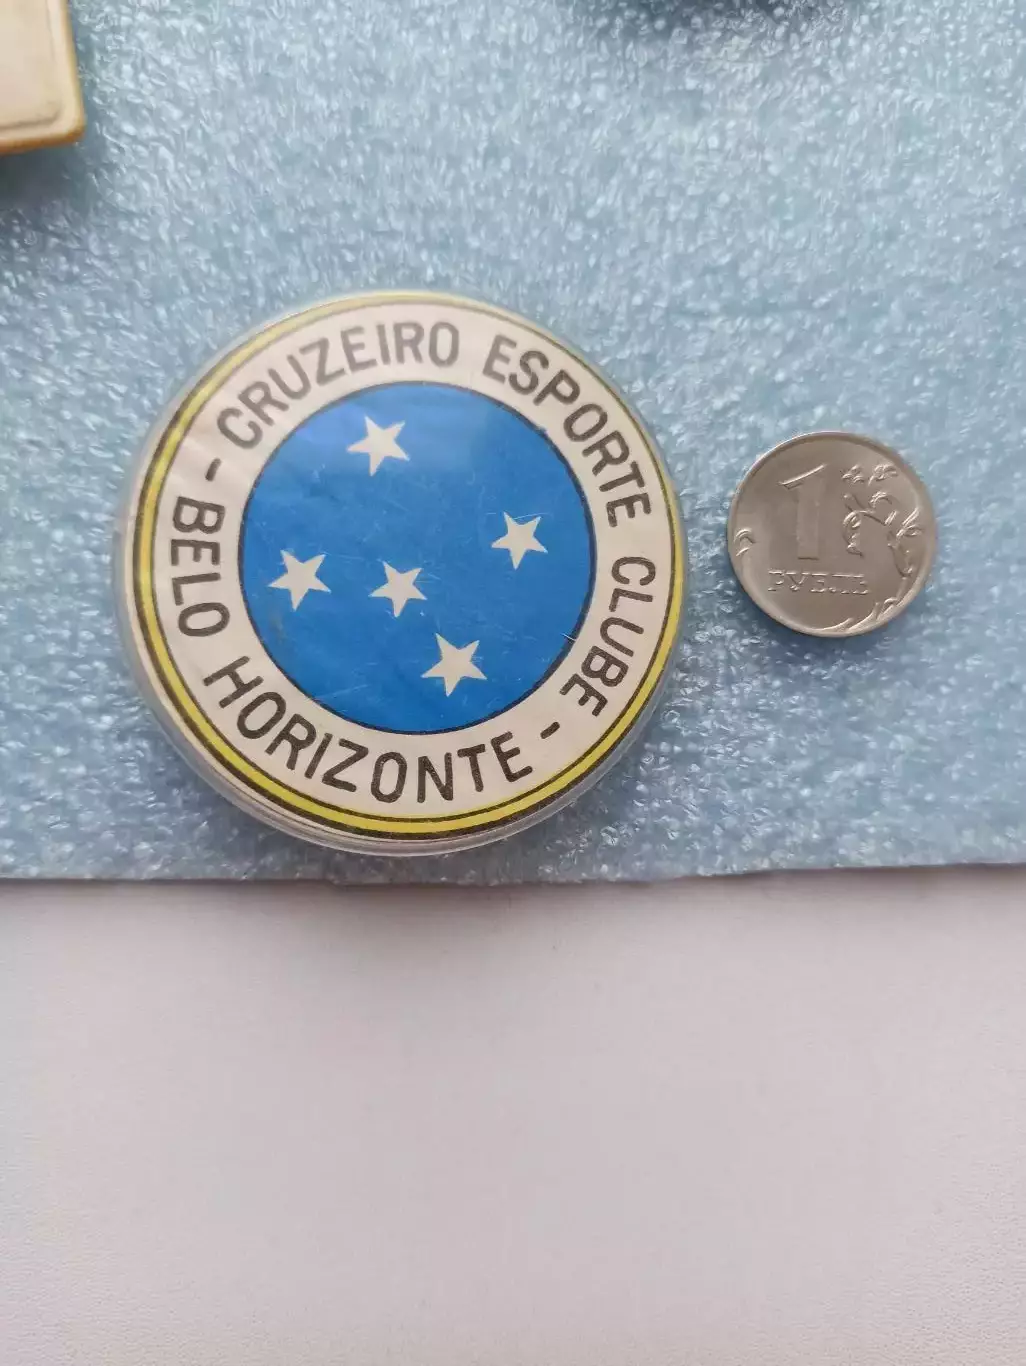 CRUZEIRO ESPORTE CLUBE -
BELO HORIZONTE -
1
РУБЛЬ